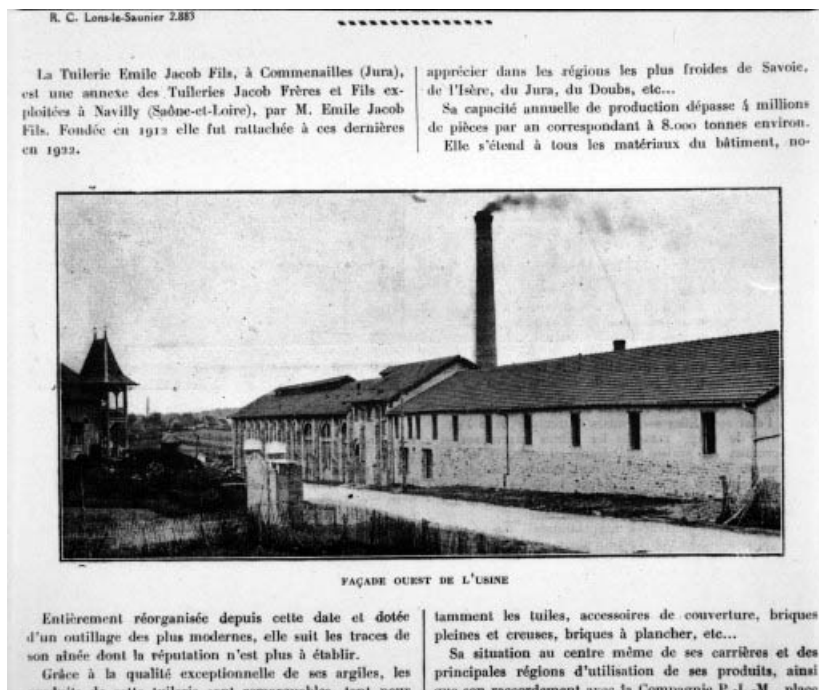 R. C. Lons-le-Saunier 2.883
La Tuilerie Emile Jacob Fils, à Commenailles (Jura),
est une annexe des Tuileries Jacob Frères et Fils ex-
ploitées à Navilly (Saône-et-Loire), par M. Emile Jacob
Fils. Fondée en 1912 elle fut rattachée à ces dernières
en 1922.
apprécier dans les régions les plus froides de Savoie,
de l'Isère, du Jura, du Doubs, etc...
Sa capacité annuelle de production dépasse 4 millions
de pièces par an correspondant à 8.000 tonnes environ.
Elle s'étend à tous les matériaux du bâtiment, no-
FAÇADE OUEST DE L'USINE
Entièrement réorganisée depuis cette date et dotée
d'un outillage des plus modernes, elle suit les traces de
son aînée dont la réputation n'est plus à établir.
Grâce à la qualité exceptionnelle de ses argiles, les
tamment les tuiles, accessoires de couverture, briques
pleines et creuses, briques à plancher, etc...
Sa situation au centre même de ses carrières et des
principales régions d'utilisation de ses produits, ainsi